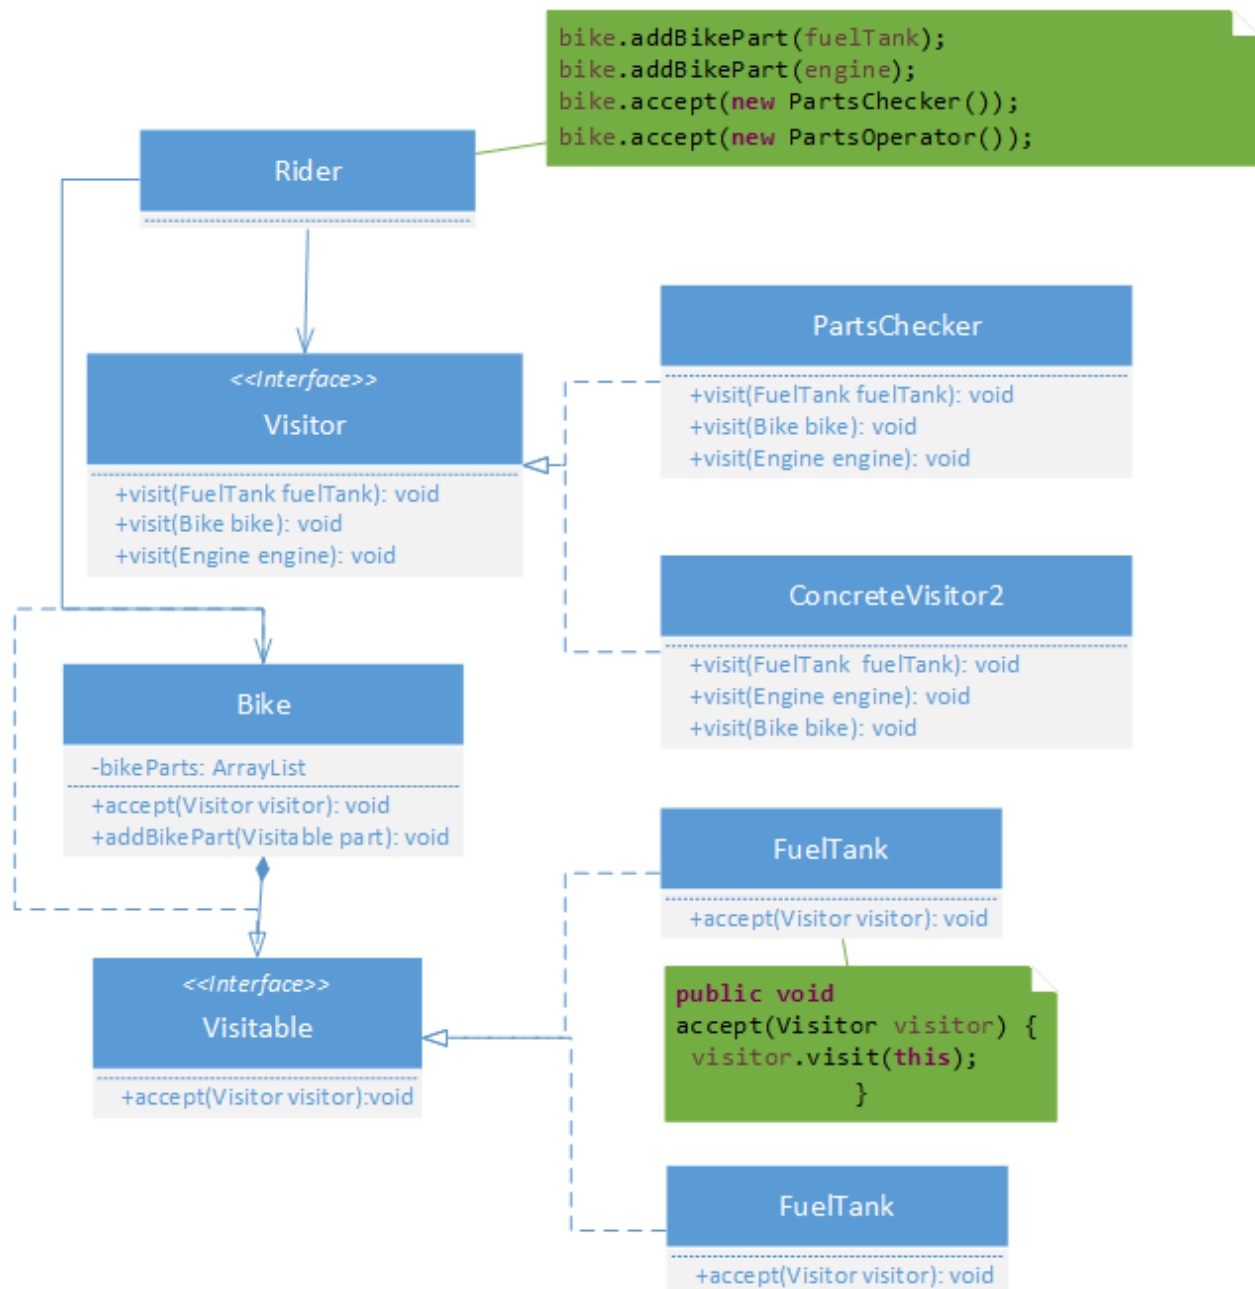 bike.addBikePart(fuelTank);
bike.addBikePart(engine);
bike.accept(new PartsChecker());
bike.accept(new PartsOperator());
Rider
<<Interface>>
Visitor
+visit(FuelTank fuelTank): void
+visit(Bike bike): void
+visit(Engine engine): void
PartsChecker
+visit(FuelTank fuelTank): void
+visit(Bike bike): void
+visit(Engine engine): void
ConcreteVisitor2
+visit(FuelTank fuelTank): void
+visit(Engine engine): void
+visit(Bike bike): void
Bike
-bikeParts: ArrayList
+accept(Visitor visitor): void
+addBikePart(Visitable part): void
FuelTank
+accept(Visitor visitor): void
public void
accept(Visitor visitor) {
visitor.visit(this);
}
<<Interface>>
Visitable
+accept(Visitor visitor):void
FuelTank
+accept(Visitor visitor): void